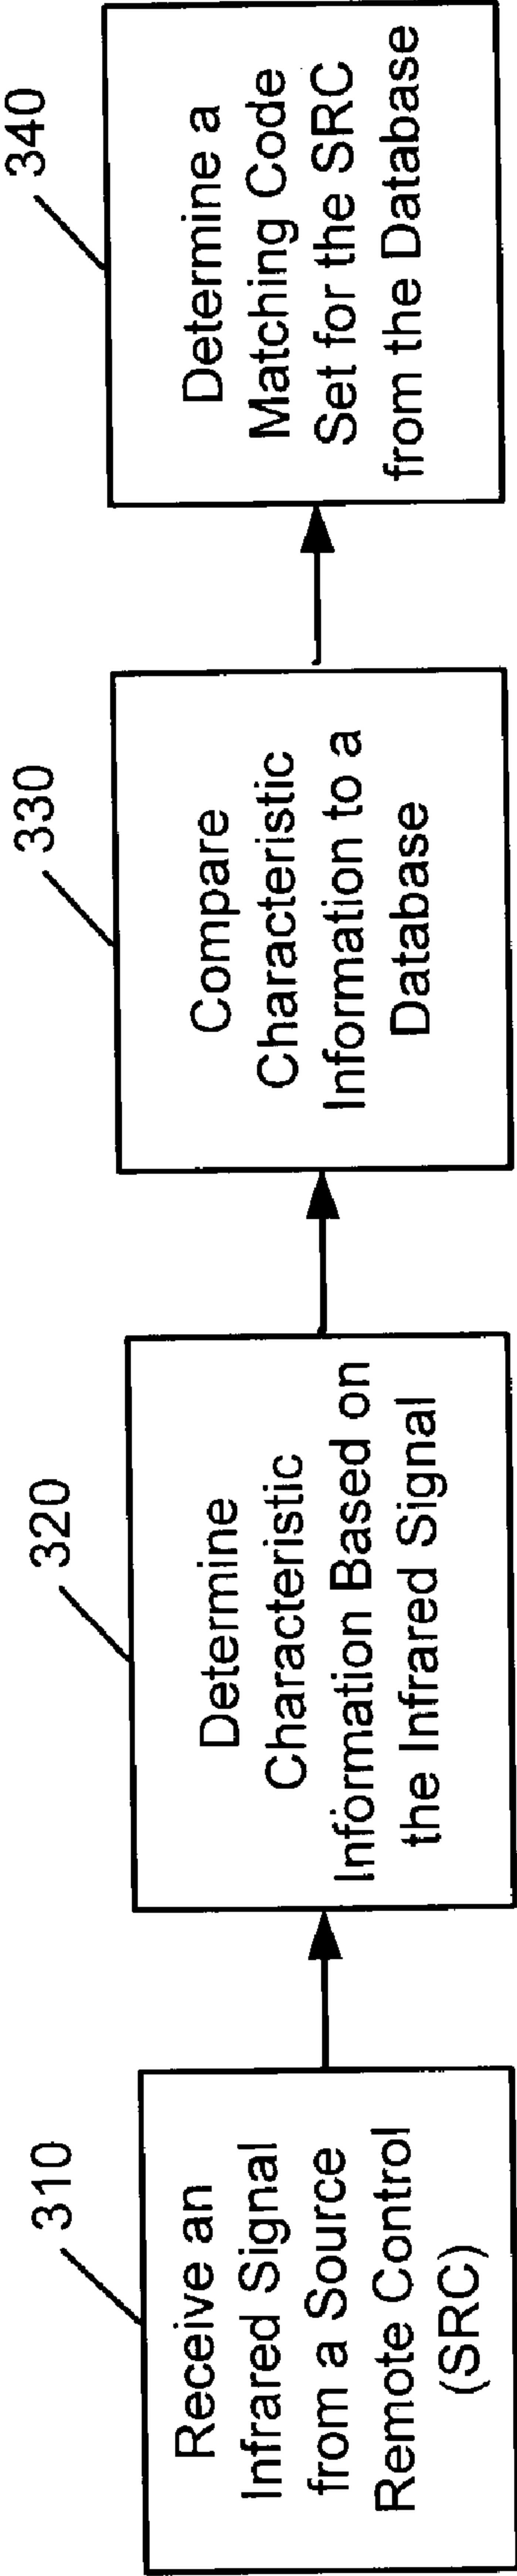 310
Receive an
Infrared Signal
from a Source
Remote Control
(SRC)
320
Determine
Characteristic
Information Based on
the Infrared Signal
330
Compare
Characteristic
Information to a
Database
340
Determine a
Matching Code
Set for the SRC
from the Database